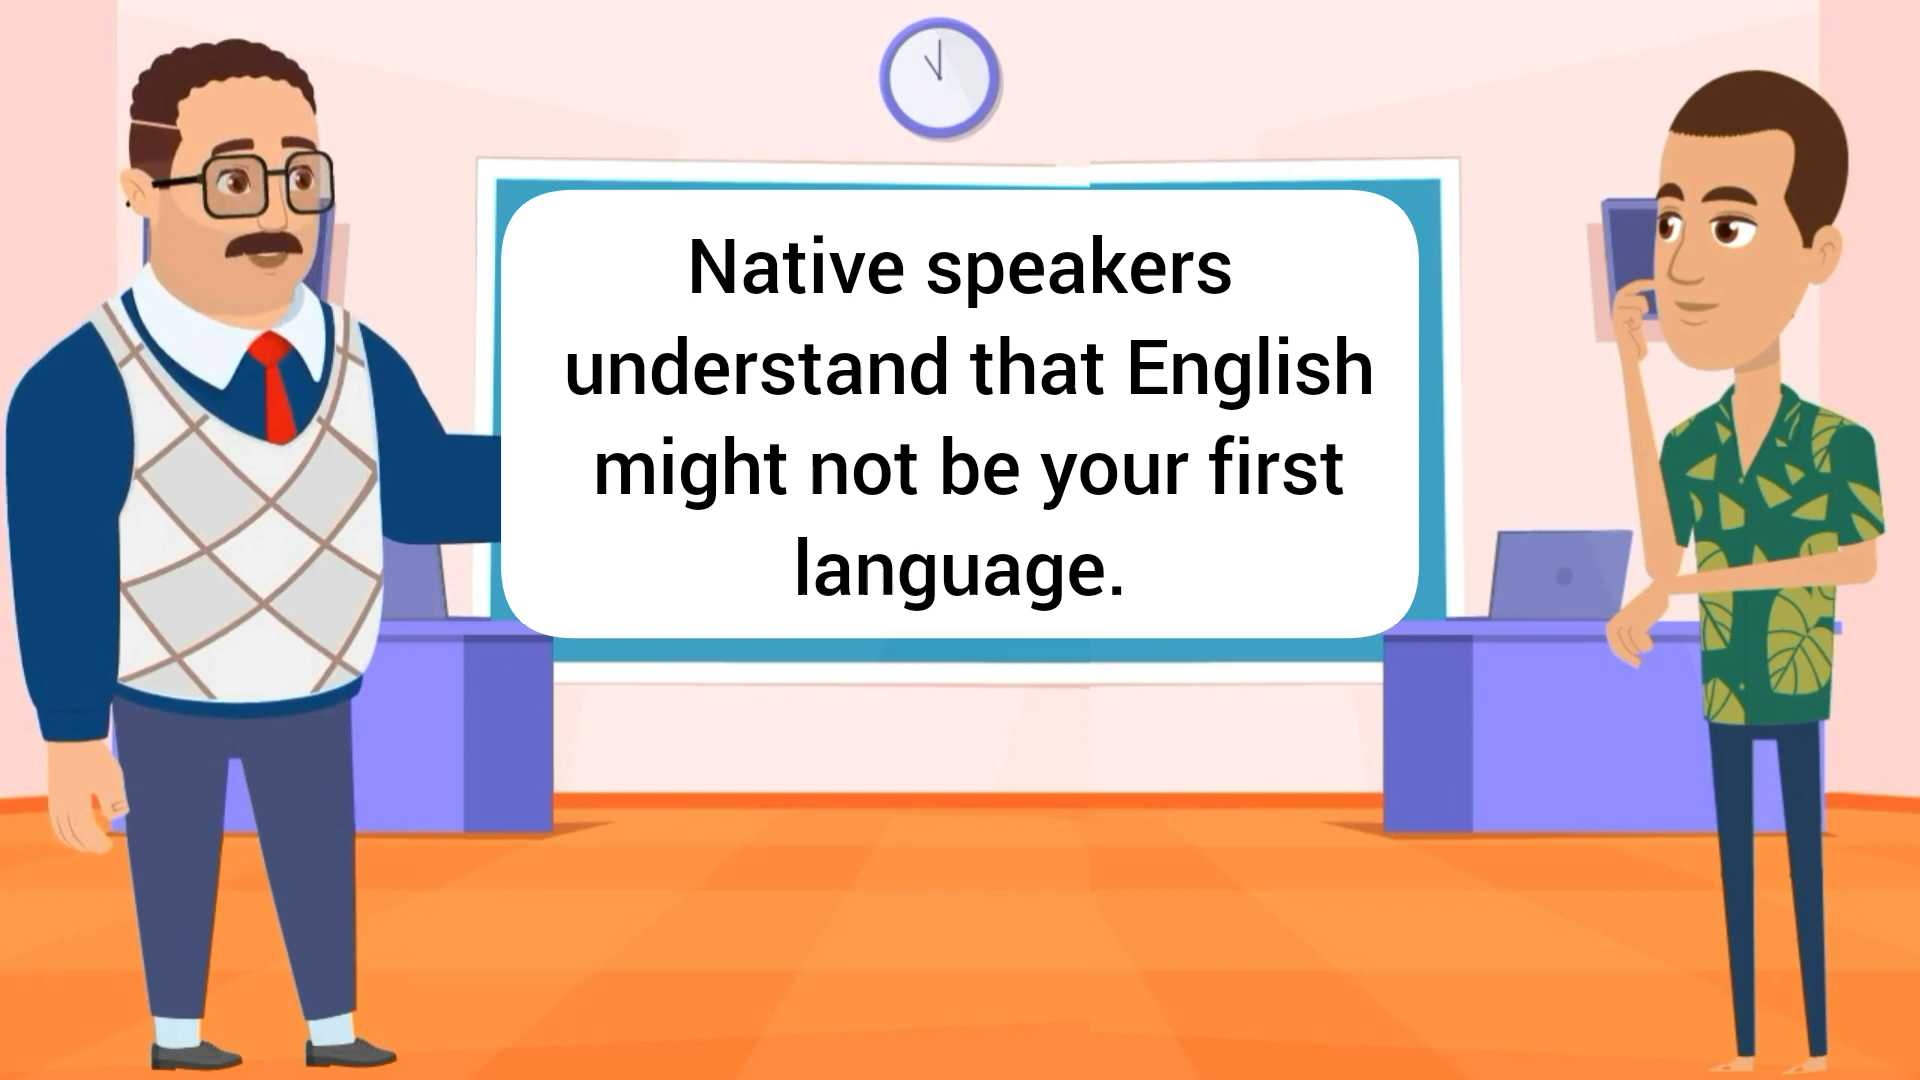 Native speakers
understand that English
might not be your first
language.